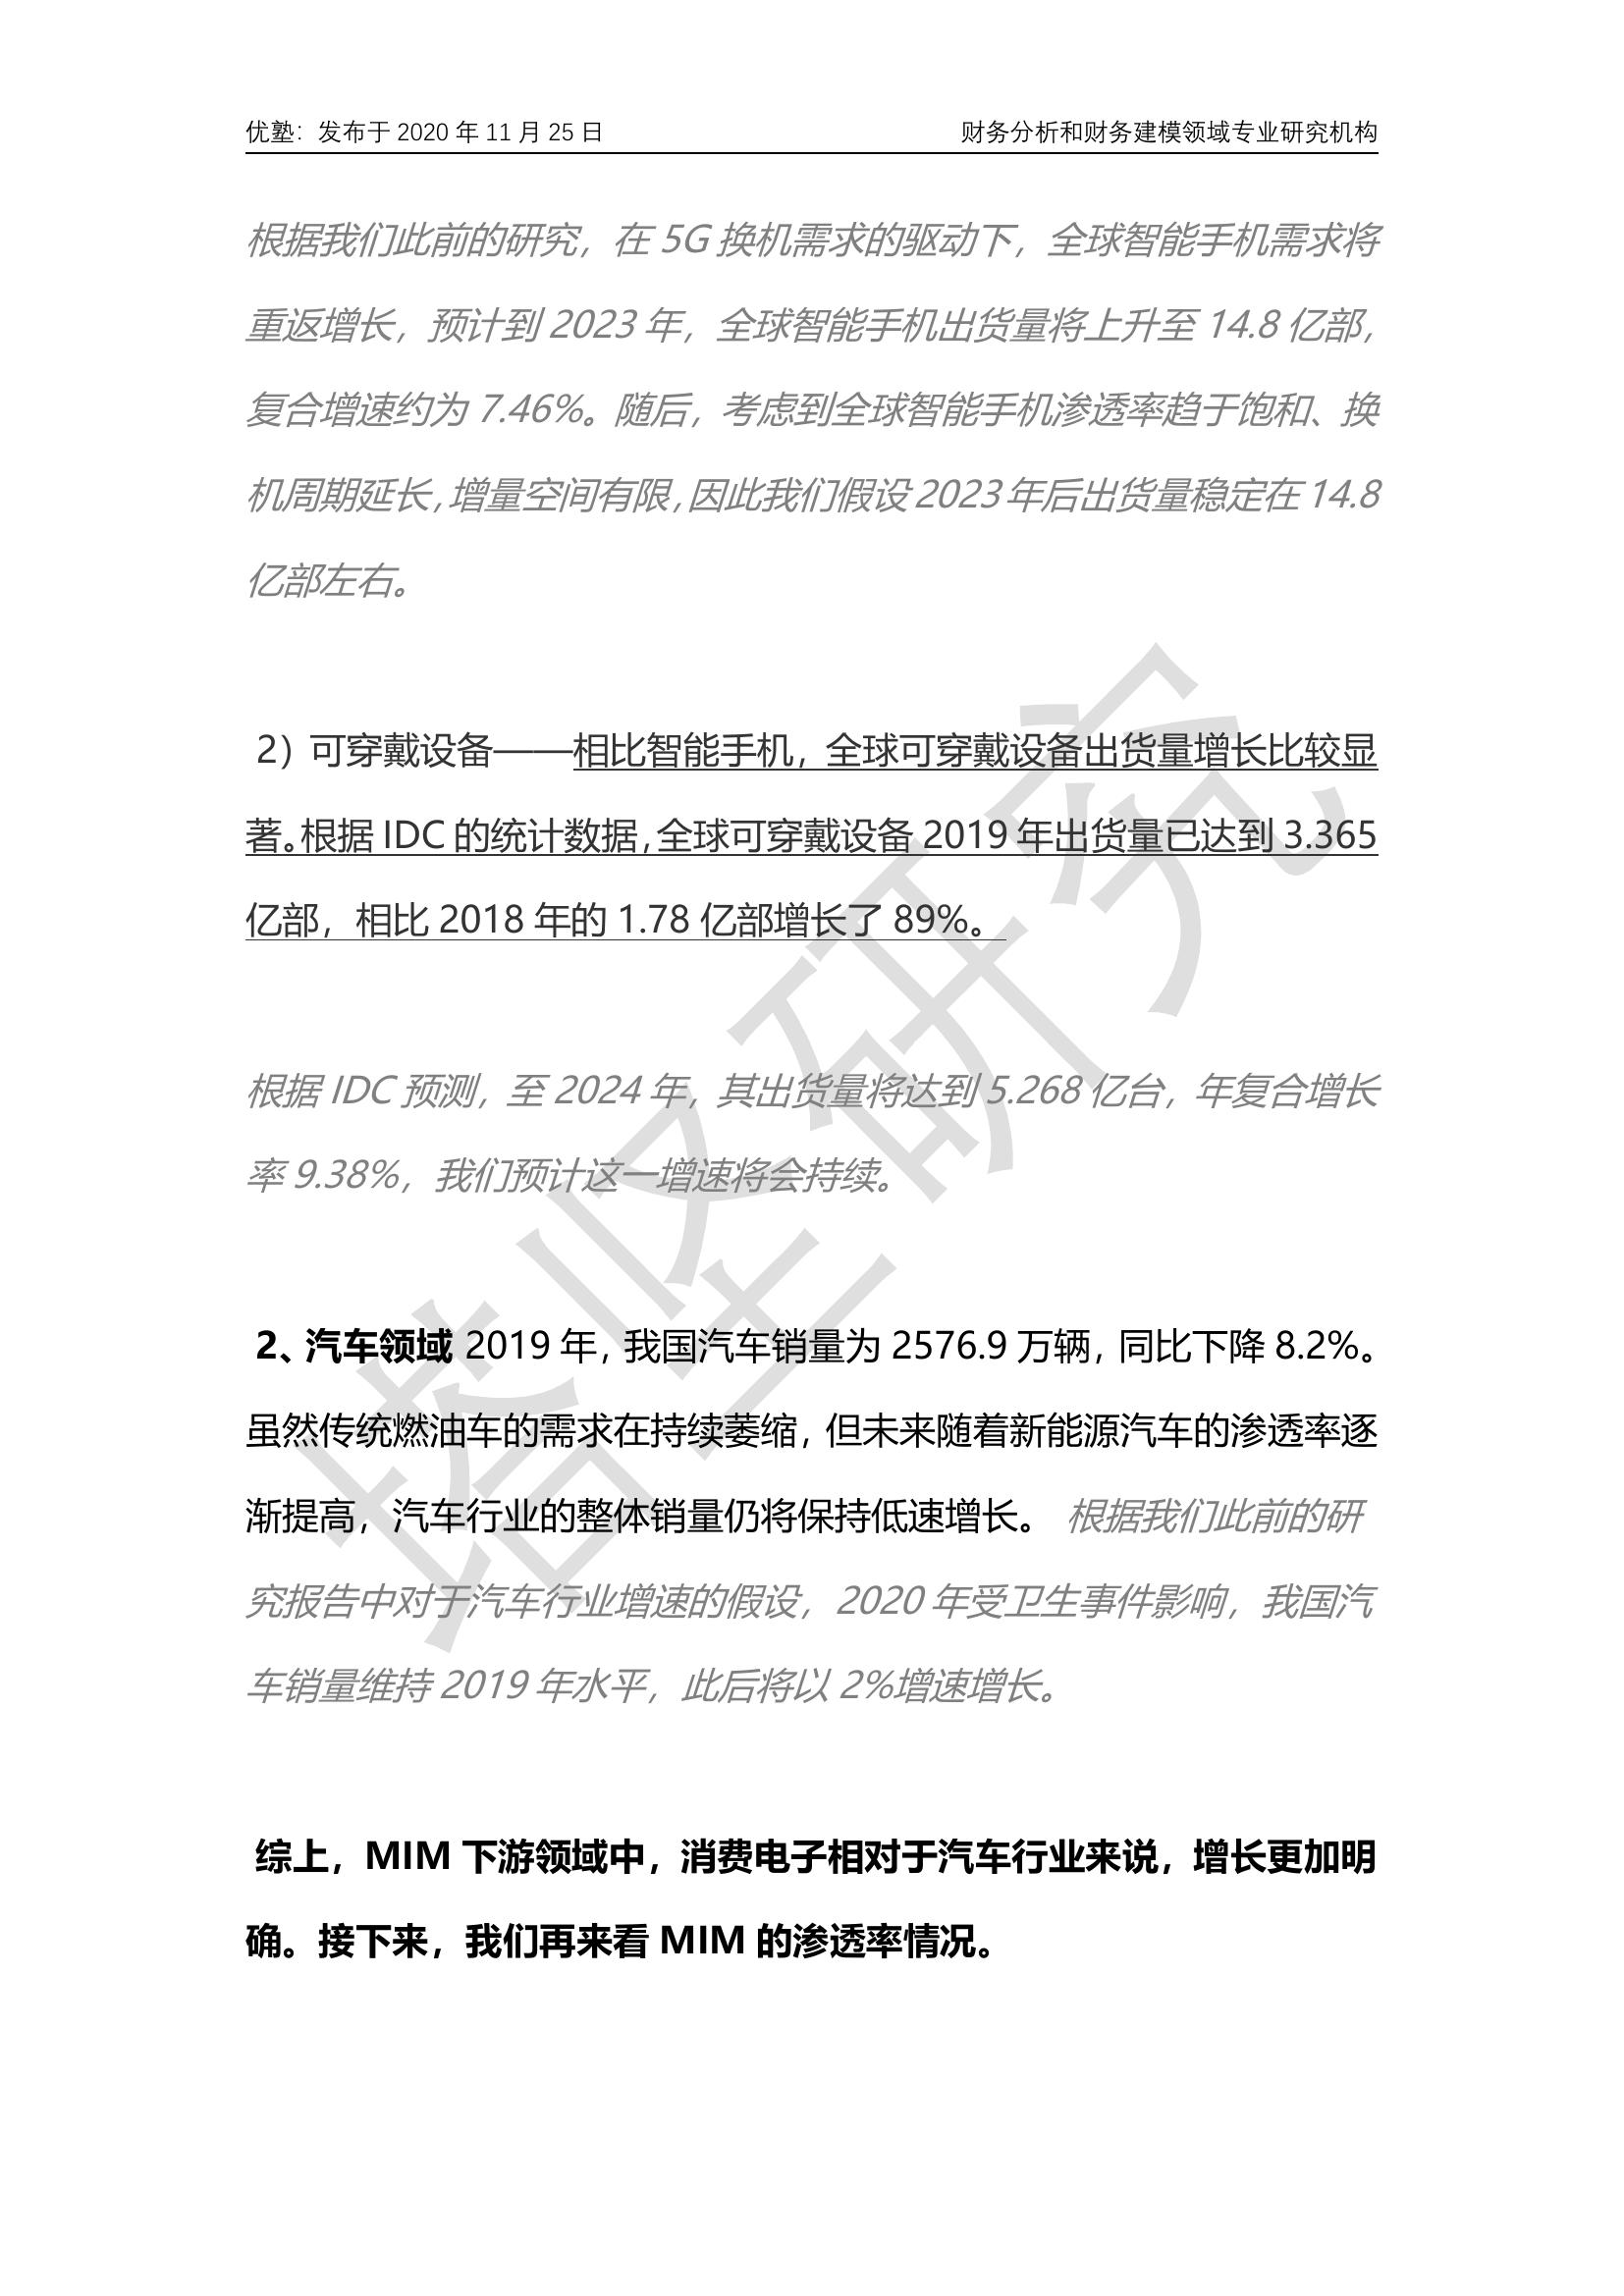 优塾：发布于 2020 年 11 月 25 日 财务分析和财务建模领域专业研究机构
根据我们此前的研究，在 5G 换机需求的驱动下，全球智能手机需求将
重返增长，预计到 2023 年，全球智能手机出货量将上升至 14.8 亿部，
复合增速约为 7.46%。随后，考虑到全球智能手机渗透率趋于饱和、换
机周期延长，增量空间有限，因此我们假设 2023 年后出货量稳定在 14.8
亿部左右。
2）可穿戴设备——相比智能手机，全球可穿戴设备出货量增长比较显
著。根据 IDC 的统计数据，全球可穿戴设备 2019 年出货量已达到 3.365
亿部，相比 2018 年的 1.78 亿部增长了 89%。
根据 IDC 预测，至 2024 年，其出货量将达到 5.268 亿台，年复合增长
率 9.38%，我们预计这一增速将会持续。
2、汽车领域 2019 年，我国汽车销量为 2576.9 万辆，同比下降 8.2%。
虽然传统燃油车的需求在持续萎缩，但未来随着新能源汽车的渗透率逐
渐提高，汽车行业的整体销量仍将保持低速增长。 根据我们此前的研
究报告中对于汽车行业增速的假设，2020 年受卫生事件影响，我国汽
车销量维持 2019 年水平，此后将以 2%增速增长。
综上，MIM 下游领域中，消费电子相对于汽车行业来说，增长更加明
确。接下来，我们再来看 MIM 的渗透率情况。
塔坚研究